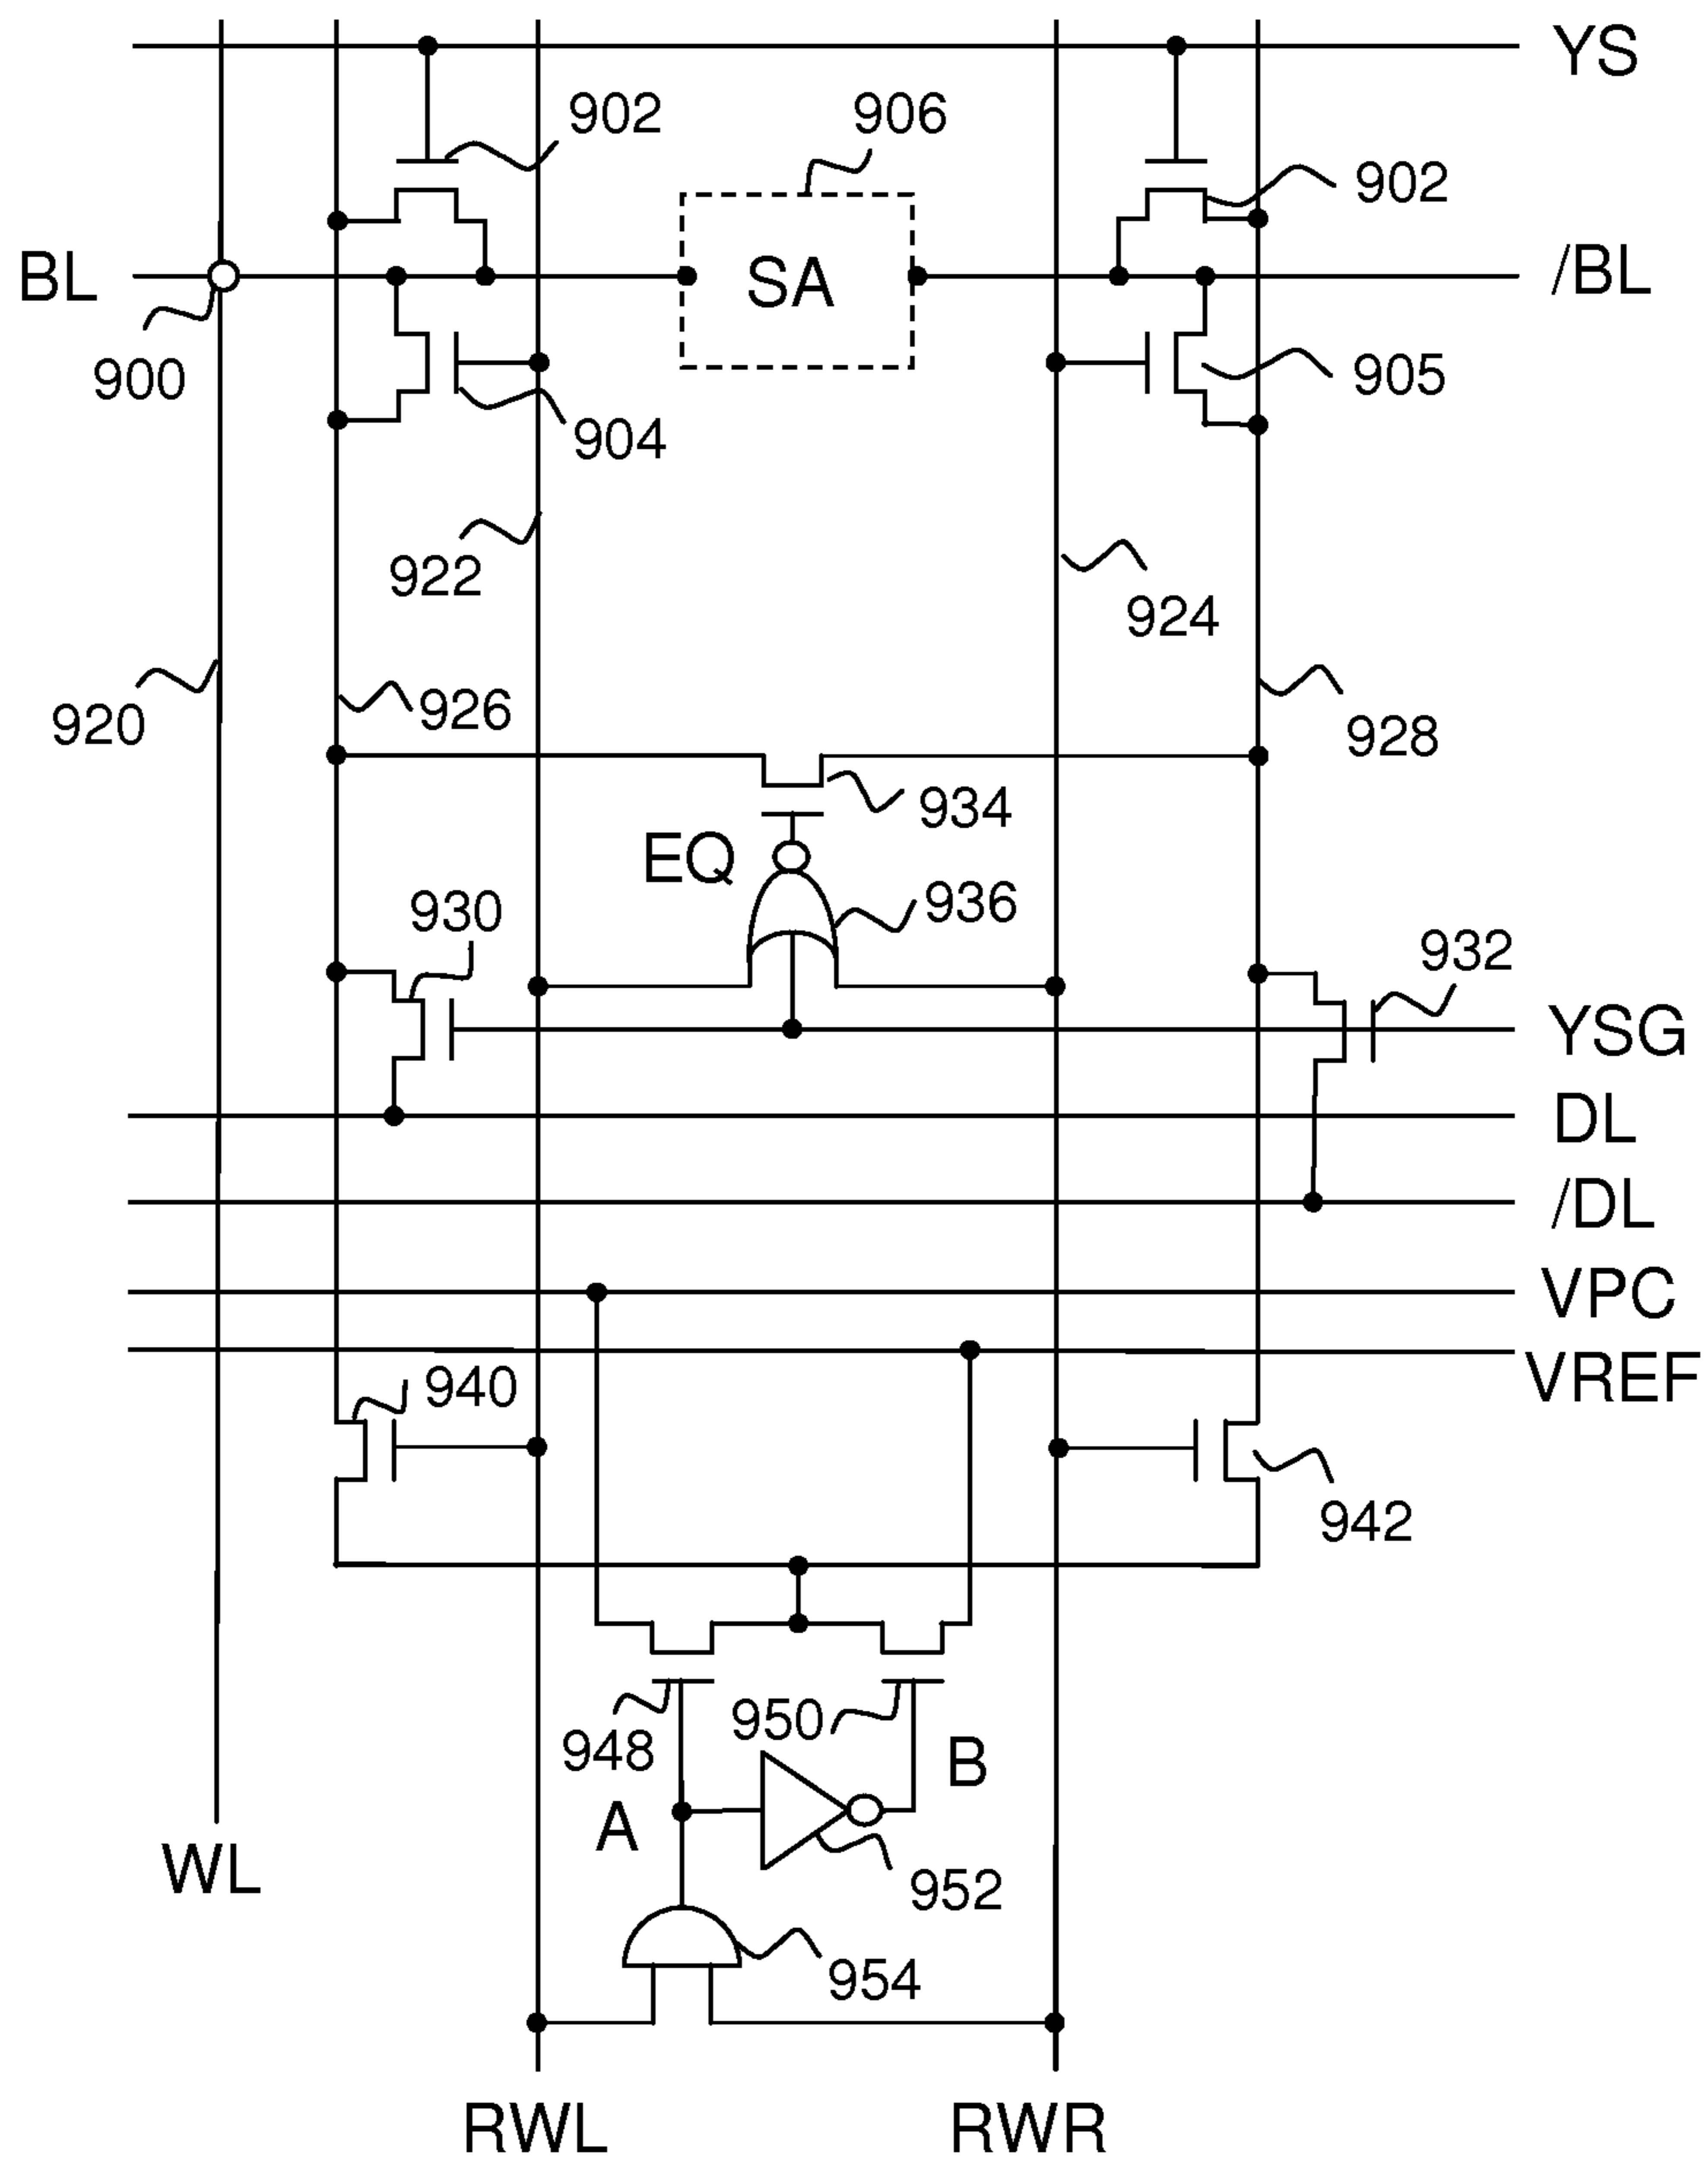 YS
902
906
902
BL
SA
/BL
900
904
905
922
924
920
926
928
934
EQ
936
930
932
YSG
DL
/DL
VPC
VREF
940
942
948
950
B
A
952
WL
954
RWL
RWR